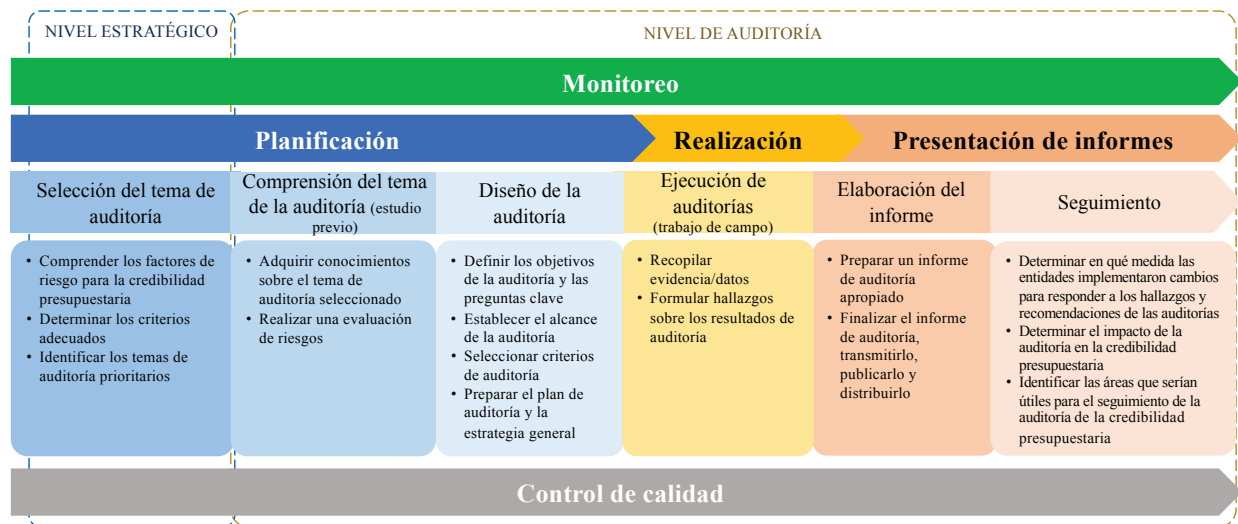 NIVEL ESTRATÉGICO
NIVEL DE AUDITORÍA
Monitoreo
Planificación
Realización
Presentación de informes
Selección del tema de
auditoría
Comprensión del tema
de la auditoría (estudio
previo)
Diseño de la
auditoría
Ejecución de
auditorías
(trabajo de campo)
Elaboración del
informe
Seguimiento
• Comprender los factores de
riesgo para la credibilidad
presupuestaria
• Determinar los criterios
adecuados
• Identificar los temas de
auditoría prioritarios
• Adquirir conocimientos
sobre el tema de
auditoría seleccionado
• Realizar una evaluación
de riesgos
• Definir los objetivos
de la auditoría y las
preguntas clave
• Establecer el alcance
de la auditoría
• Seleccionar criterios
de auditoría
• Preparar el plan de
auditoría y la
estrategia general
• Recopilar
evidencia/datos
• Formular hallazgos
sobre los resultados de
auditoría
• Preparar un informe
de auditoría
apropiado
• Finalizar el informe
de auditoría,
transmitirlo,
publicarlo y
distribuirlo
• Determinar en qué medida las
entidades implementaron cambios
para responder a los hallazgos y
recomendaciones de las auditorías
• Determinar el impacto de la
auditoría en la credibilidad
presupuestaria
• Identificar las áreas que serían
útiles para el seguimiento de la
auditoría de la credibilidad
presupuestaria
Control de calidad